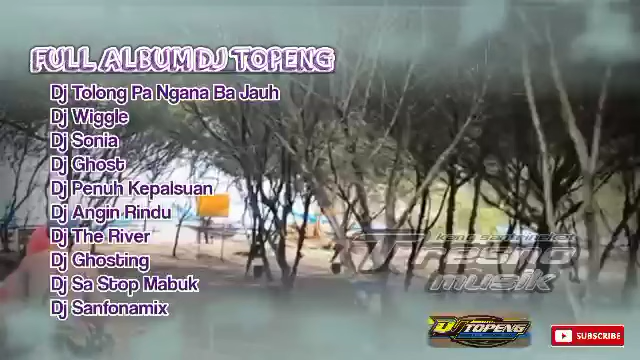 FULL ALBUM DJ TOPENG
Dj Tolong Pa Ngana Ba Jauh
Dj Wiggle
Dj Sonia
Dj Ghost
Dj Penuh Kepalsuan
Dj Angin Rindu
Dj The River
Dj Ghosting
Dj Sa Stop Mabuk
Dj Sanfonamix
Tresno
musik
DJ TOPENG
SUBSCRIBE